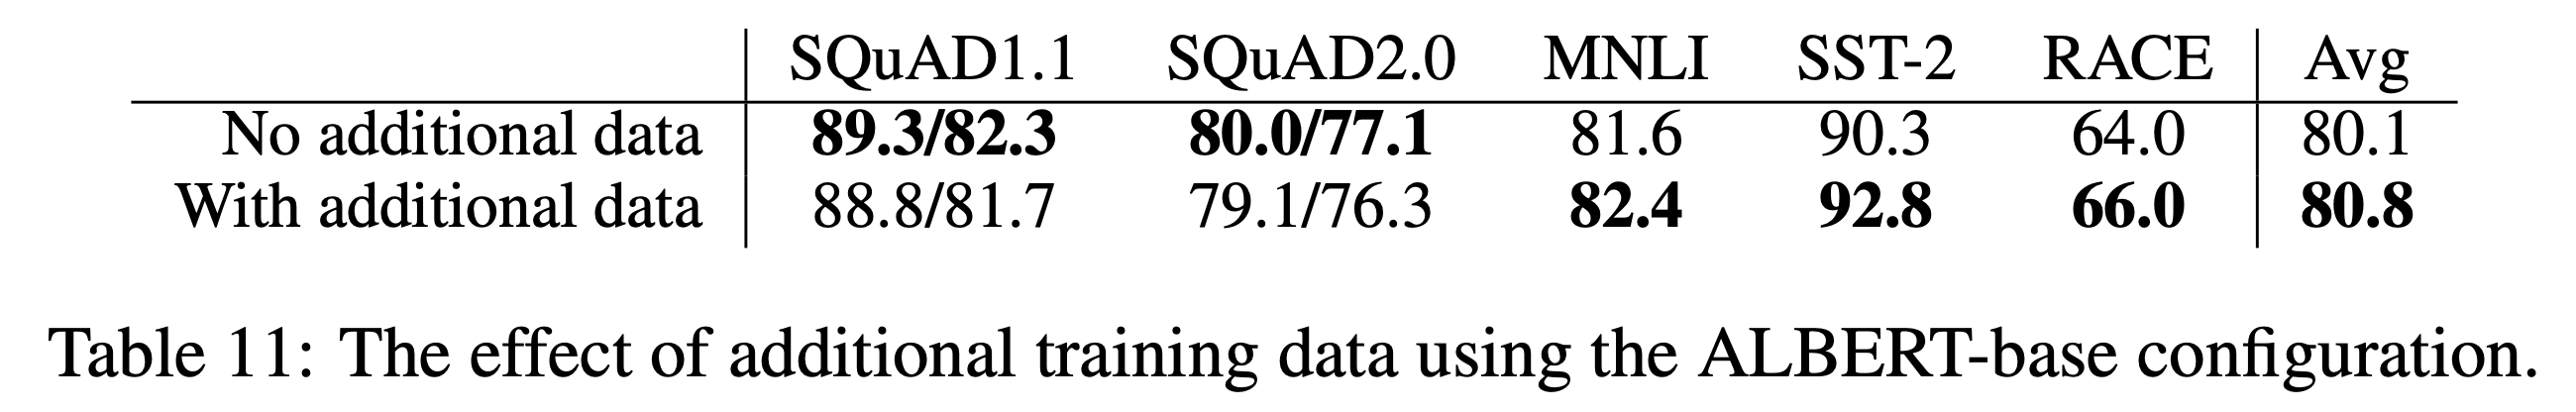 SQuAD1.1 SQuAD2.0 MNLI SST-2 RACE Avg
No additional data 89.3/82.3 80.0/77.1 81.6 90.3 64.0 80.1
With additional data 88.8/81.7 79.1/76.3 82.4 92.8 66.0 80.8
Table 11: The effect of additional training data using the ALBERT-base configuration.